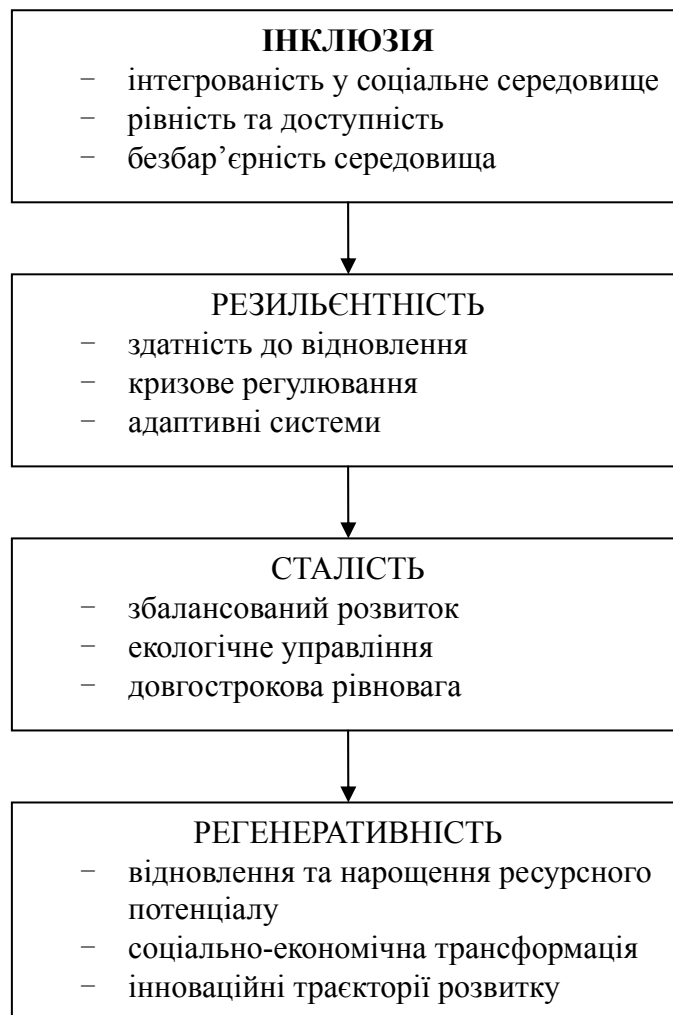 ІНКЛЮЗІЯ
− інтегрованість у соціальне середовище
− рівність та доступність
− безбар’єрність середовища
РЕЗИЛЬЄНТНІСТЬ
− здатність до відновлення
− кризове регулювання
− адаптивні системи
СТАЛІСТЬ
− збалансований розвиток
− екологічне управління
− довгострокова рівновага
РЕГЕНЕРАТИВНІСТЬ
− відновлення та нарощення ресурсного
потенціалу
− соціально-економічна трансформація
− інноваційні траєкторії розвитку